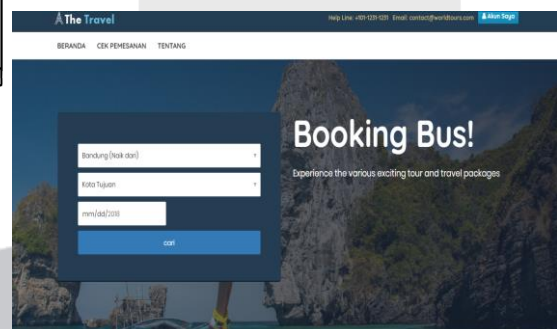 The Travel
Help Line: +101-1231-1231 Email: contact@worldtours.com
Akun Saya
BERANDA CEK PEMESANAN TENTANG
Booking Bus!
Experience the various exciting tour and travel packages
Bandung (Naik dari)
Kota Tujuan
mm/dd/2018
cari